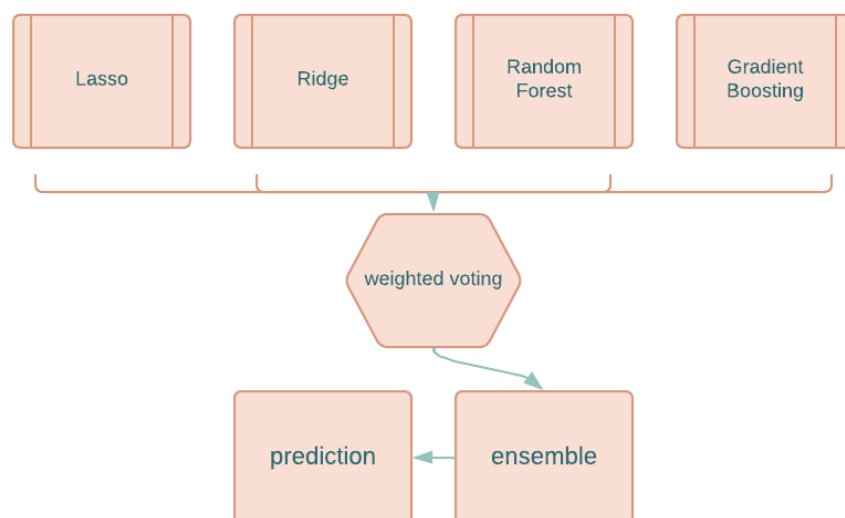 Lasso
Ridge
Random
Forest
Gradient
Boosting
weighted voting
prediction
ensemble